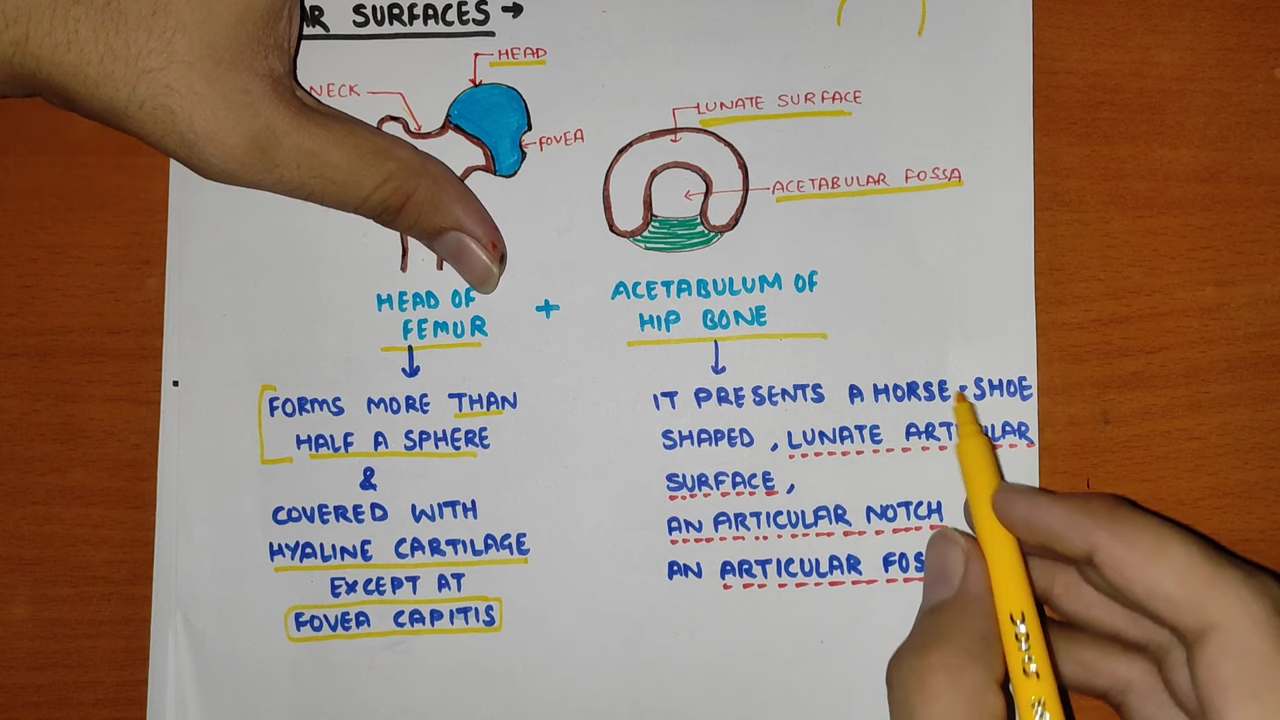 SURFACES →
HEAD
NECK
FOVEA
LUNATE SURFACE
ACETABULAR FOSSA
HEAD OF
FEMUR
+
ACETABULUM OF
HIP BONE
FORMS MORE THAN
HALF A SPHERE
&
COVERED WITH
HYALINE CARTILAGE
EXCEPT AT
FOVEA CAPITIS
IT PRESENTS A HORSE-SHOE
SHAPED, LUNATE
SURFACE,
AN ARTICULAR NOTCH
AN ARTICULAR